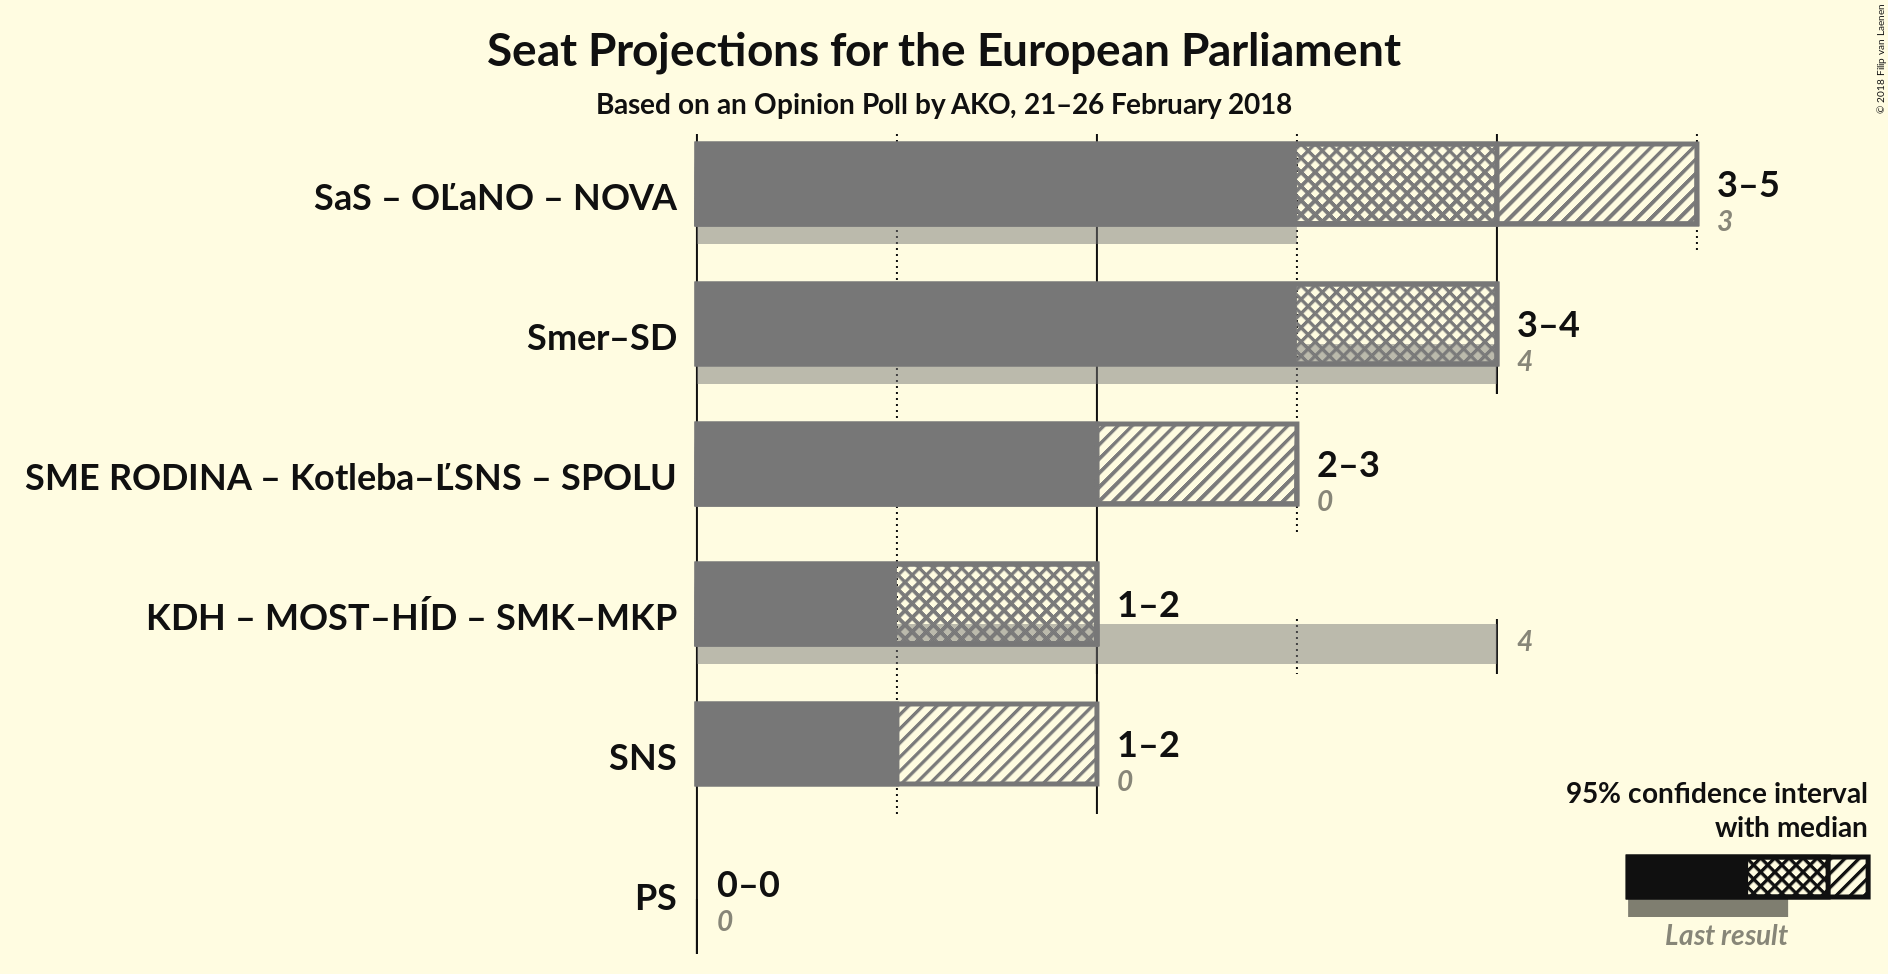 Seat Projections for the European Parliament
Based on an Opinion Poll by AKO, 21–26 February 2018
© 2018 Filip van Laenen
SaS – OĽaNO – NOVA
3–5
3
Smer–SD
3–4
4
SME RODINA – Kotleba–ĽSNS – SPOLU
2–3
0
KDH – MOST–HÍD – SMK–MKP
1–2
4
SNS
1–2
0
PS
0–0
0
95% confidence interval
with median
Last result